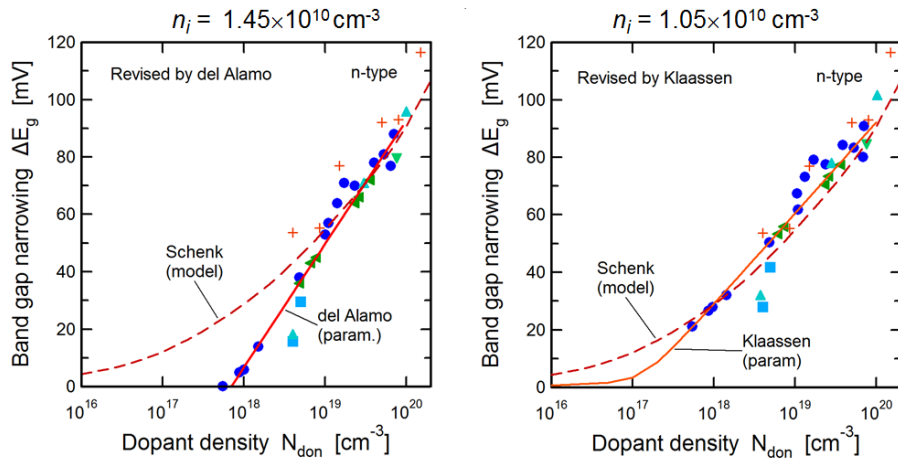 n_i = 1.45×10^10 cm^-3
120
100
80
60
40
20
0
Band gap narrowing ΔE_g [mV]
Revised by del Alamo
n-type
Schenk
(model)
del Alamo
(param.)
10^16
10^17
10^18
10^19
10^20
Dopant density N_don [cm^-3]
n_i = 1.05×10^10 cm^-3
120
100
80
60
40
20
0
Band gap narrowing ΔE_g [mV]
Revised by Klaassen
n-type
Schenk
(model)
Klaassen
(param)
10^16
10^17
10^18
10^19
10^20
Dopant density N_don [cm^-3]